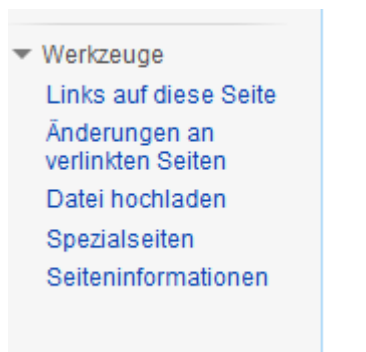 Werkzeuge
Links auf diese Seite
Änderungen an
verlinkten Seiten
Datei hochladen
Spezialseiten
Seiteninformationen